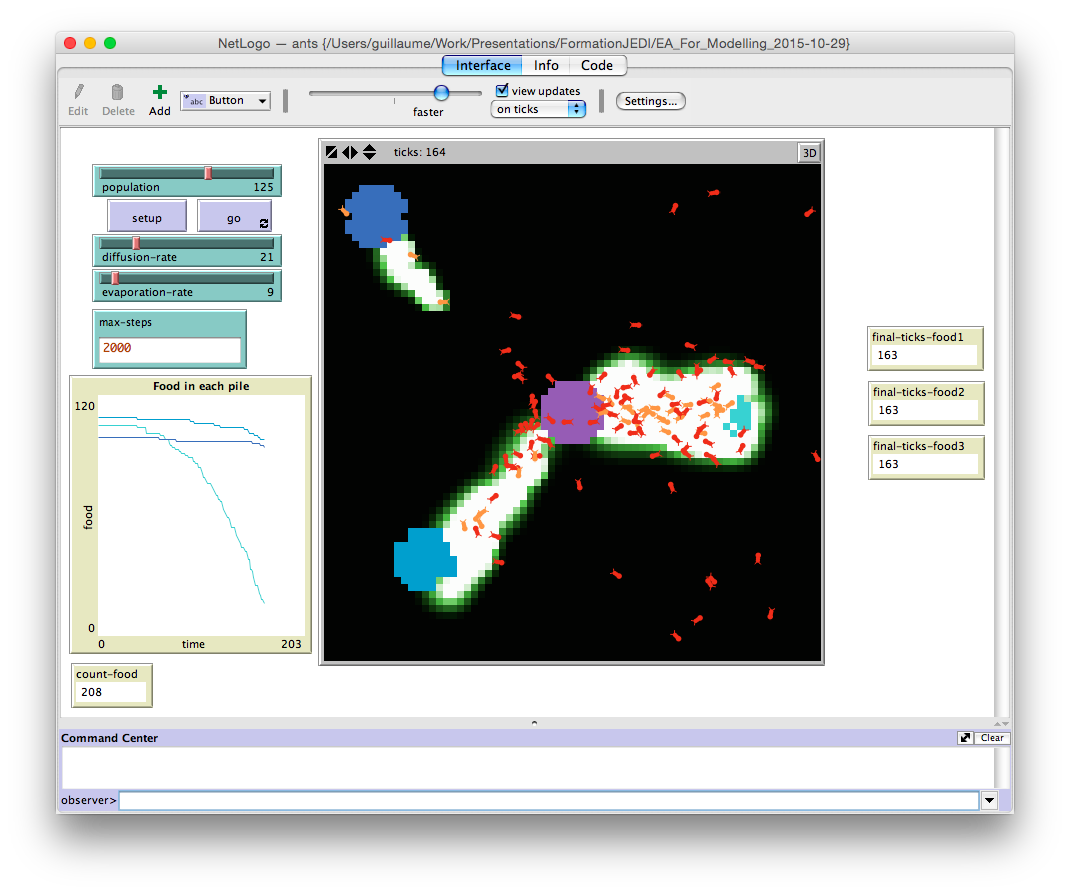 NetLogo — ants {/Users/guillaume/Work/Presentations/FormationJEDI/EA_For_Modelling_2015-10-29}
Interface Info Code
Edit Delete Add abc Button faster view updates on ticks Settings...
ticks: 164 3D
population 125
setup go
diffusion-rate 21
evaporation-rate 9
max-steps
2000
Food in each pile
120
food
0
0 time 203
count-food
208
final-ticks-food1
163
final-ticks-food2
163
final-ticks-food3
163
Command Center Clear
observer>